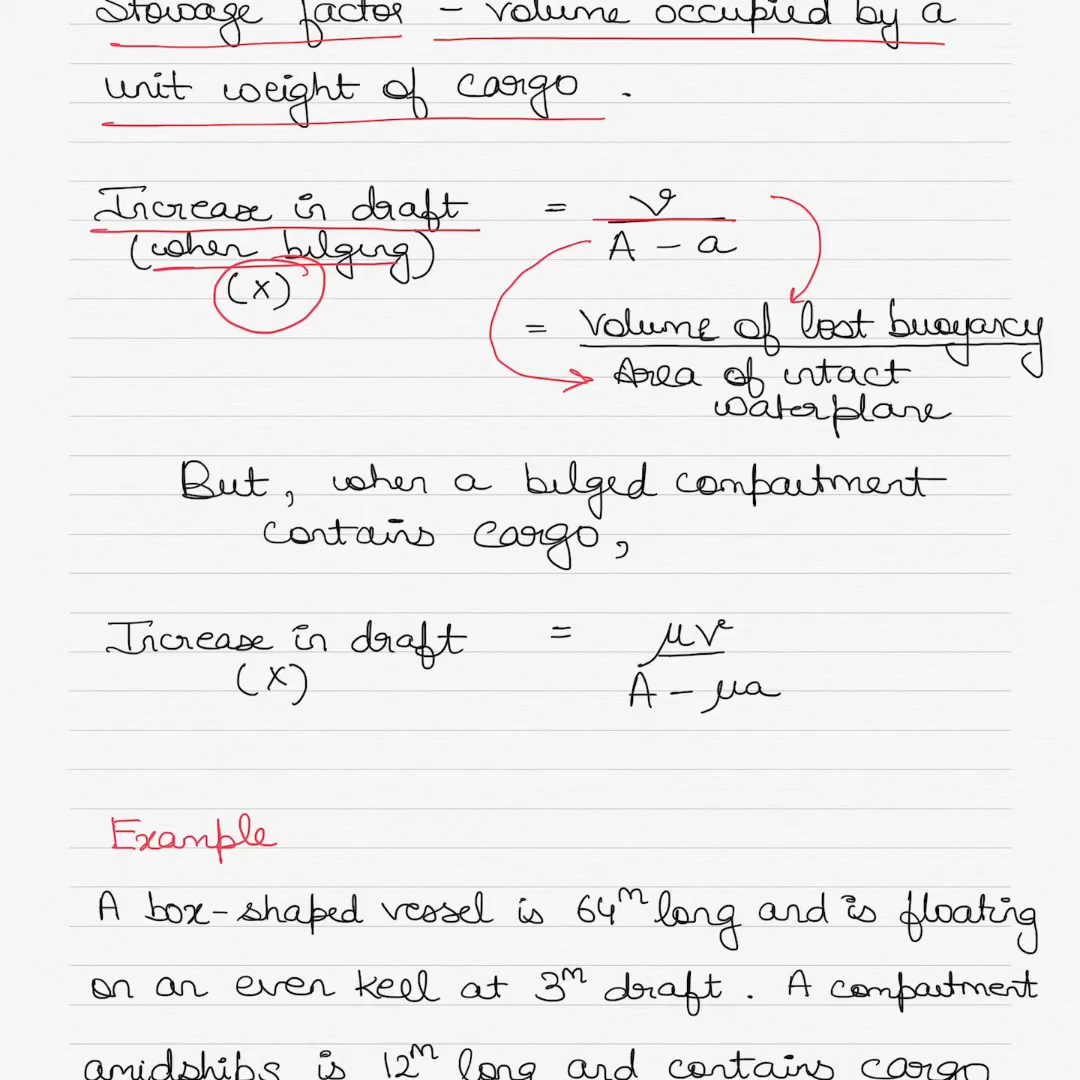 Stowage factor - volume occupied by a
unit weight of cargo .
Increase in draft = v
(when bilging) A - a
(X)
= Volume of lost buoyancy
Area of intact
waterplane
But, when a bilged compartment
contains cargo,
Increase in draft = μv
(X) A - μa
Example
A box-shaped vessel is 64m long and is floating
on an even keel at 3m draft . A compartment
amidships is 12m long and contains cargo